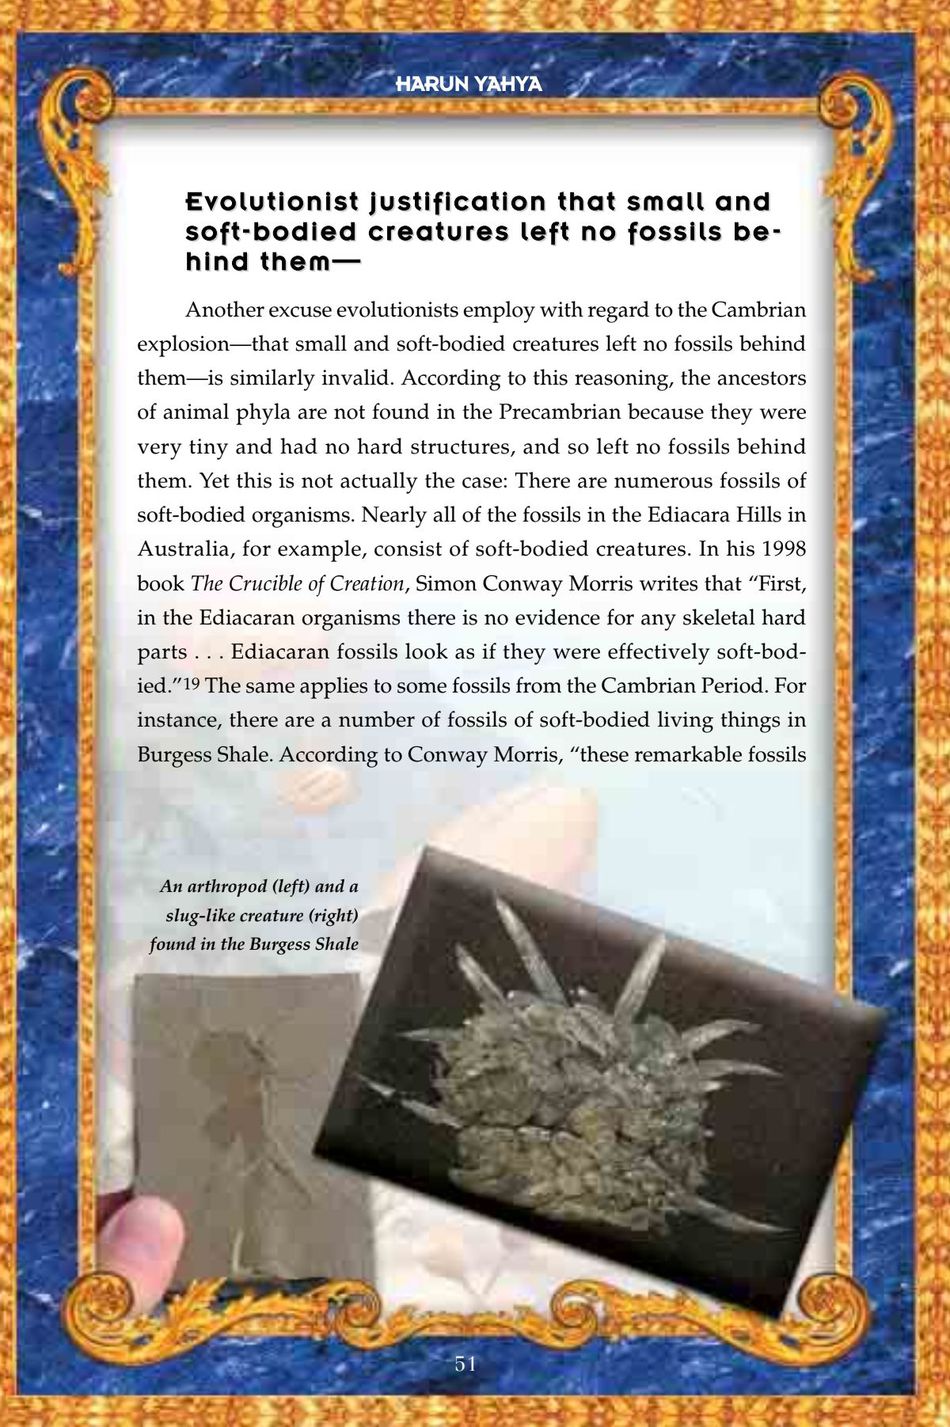 HARUN YAHYA
Evolutionist justification that small and
soft-bodied creatures left no fossils be-
hind them—
Another excuse evolutionists employ with regard to the Cambrian
explosion—that small and soft-bodied creatures left no fossils behind
them—is similarly invalid. According to this reasoning, the ancestors
of animal phyla are not found in the Precambrian because they were
very tiny and had no hard structures, and so left no fossils behind
them. Yet this is not actually the case: There are numerous fossils of
soft-bodied organisms. Nearly all of the fossils in the Ediacara Hills in
Australia, for example, consist of soft-bodied creatures. In his 1998
book The Crucible of Creation, Simon Conway Morris writes that “First,
in the Ediacaran organisms there is no evidence for any skeletal hard
parts . . . Ediacaran fossils look as if they were effectively soft-bod-
ied.”19 The same applies to some fossils from the Cambrian Period. For
instance, there are a number of fossils of soft-bodied living things in
Burgess Shale. According to Conway Morris, “these remarkable fossils
An arthropod (left) and a
slug-like creature (right)
found in the Burgess Shale
51